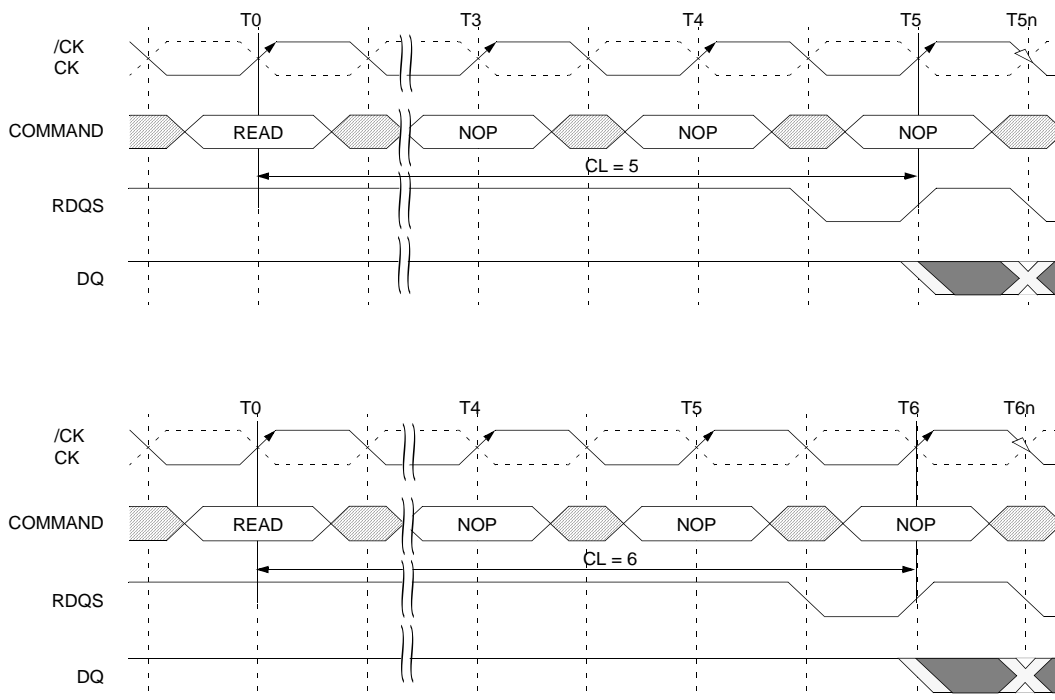 T0 T3 T4 T5 T5n
/CK
CK
COMMAND READ NOP NOP NOP
CL = 5
RDQS
DQ
T0 T4 T5 T6 T6n
/CK
CK
COMMAND READ NOP NOP NOP
CL = 6
RDQS
DQ